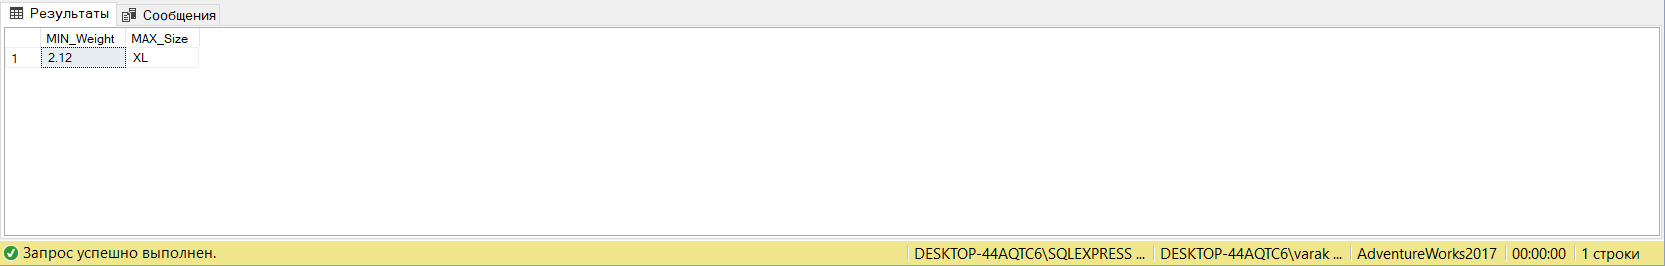 Результаты Сообщения
MIN_Weight MAX_Size
1 2.12 XL
Запрос успешно выполнен. DESKTOP-44AQTC6\SQLEXPRESS ... DESKTOP-44AQTC6\varak ... AdventureWorks2017 00:00:00 1 строки